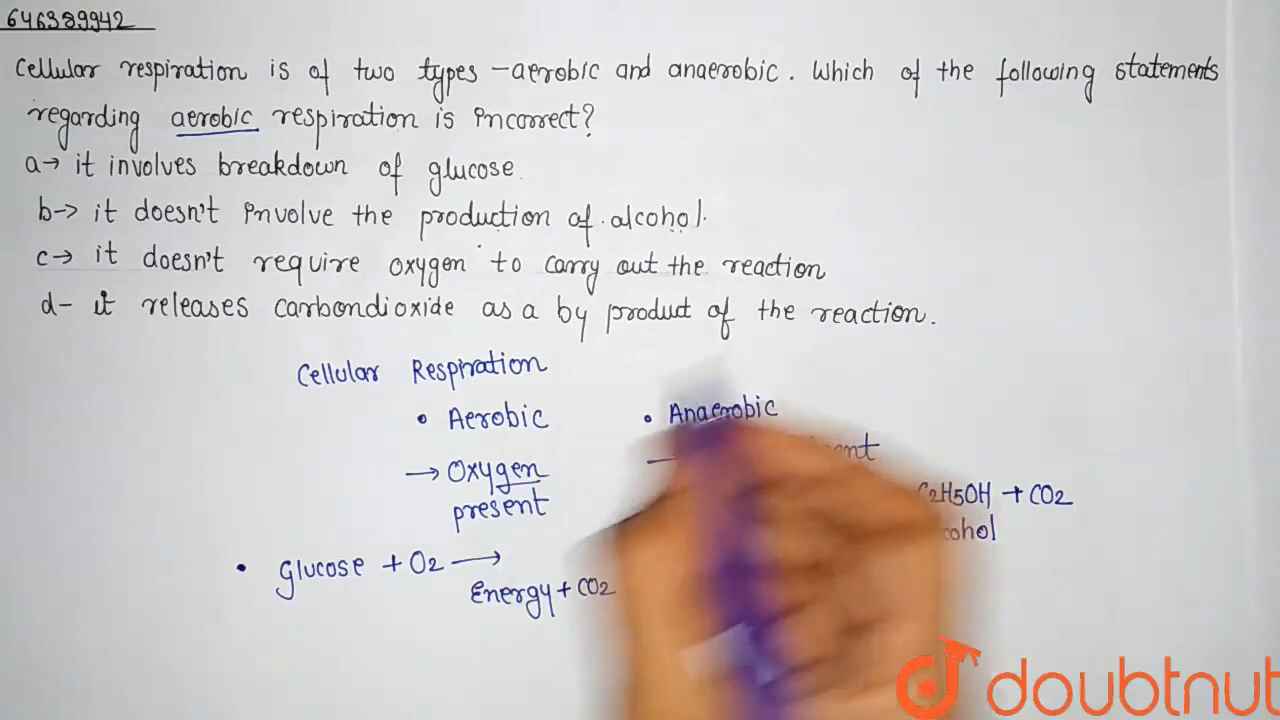 646389942
Cellular respiration is of two types - aerobic and anaerobic. Which of the following statements
regarding aerobic respiration is incorrect?
a→ it involves breakdown of glucose.
b→ it doesn't involve the production of alcohol.
c→ it doesn't require oxygen to carry out the reaction
d- it releases carbondioxide as a by product of the reaction.
Cellular Respiration
• Aerobic
• Anaerobic
→ Oxygen
present
C2H5OH + CO2
• glucose + O2 →
Energy + CO2
doubtnut